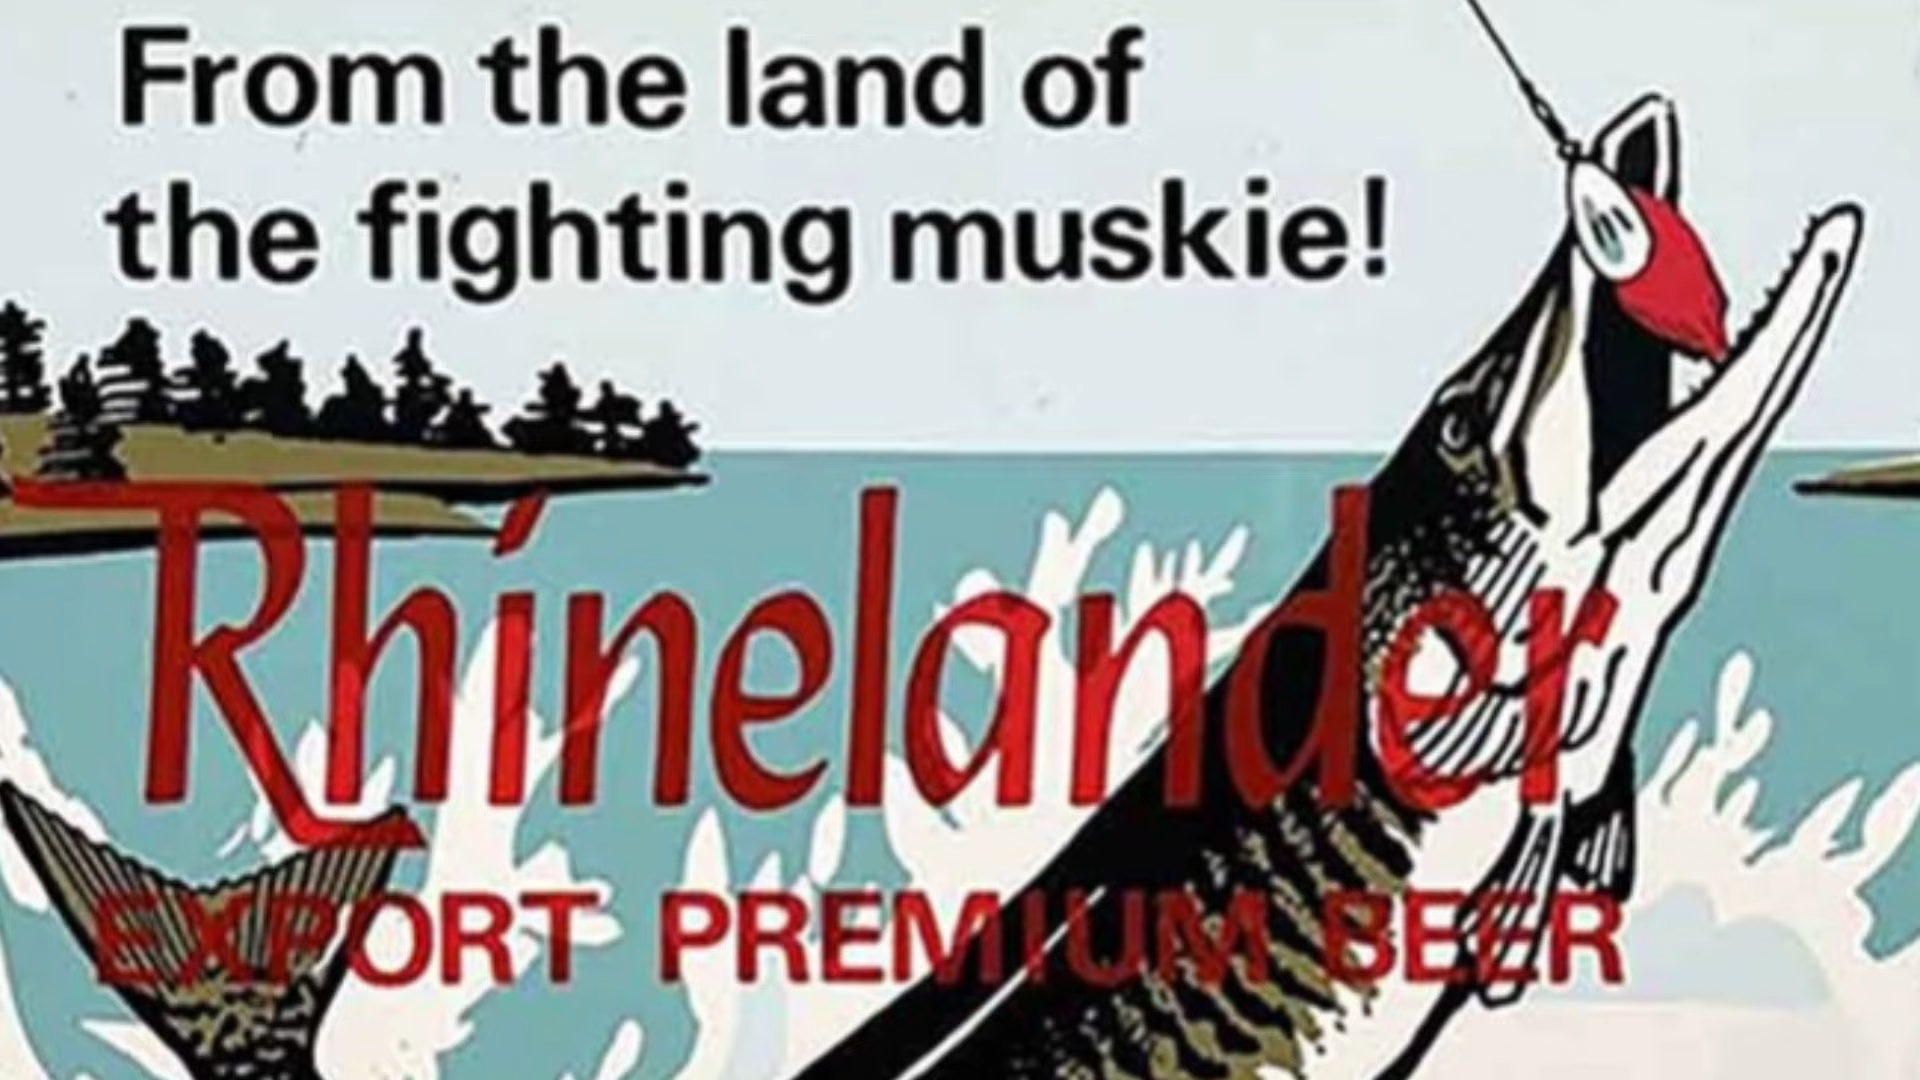 From the land of
the fighting muskie!
Rhinelander
EXPORT PREMIUM BEER